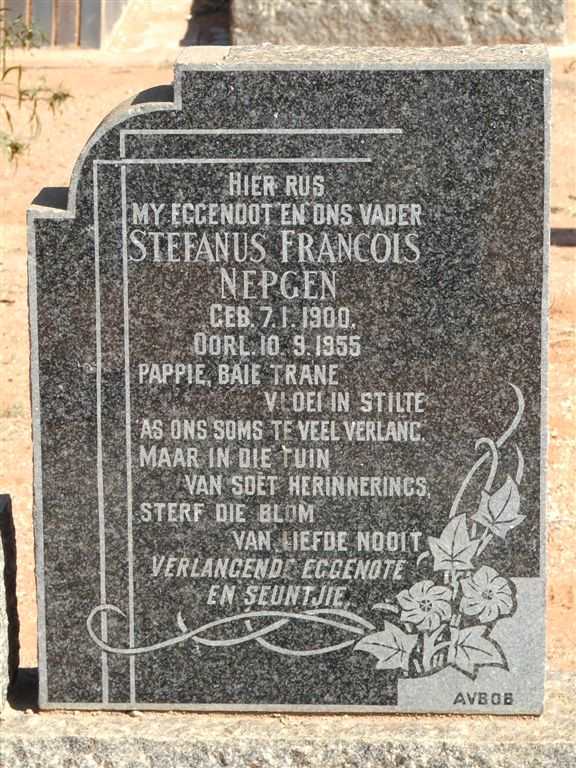 HIER RUS
MY EGGENOOT EN ONS VADER
STEFANUS FRANCOIS
NEPGEN
GEB. 7.1.1900.
OORL. 10.9.1955
PAPPIE, BAIE TRANE
VLOEI IN STILTE
AS ONS SOMS TE VEEL VERLANG.
MAAR IN DIE TUIN
VAN SOET HERINNERINGS,
STERF DIE BLOM
VAN LIEFDE NOOIT
VERLANGENDE EGGENOTE
EN SEUNTJIE.
AVBOB